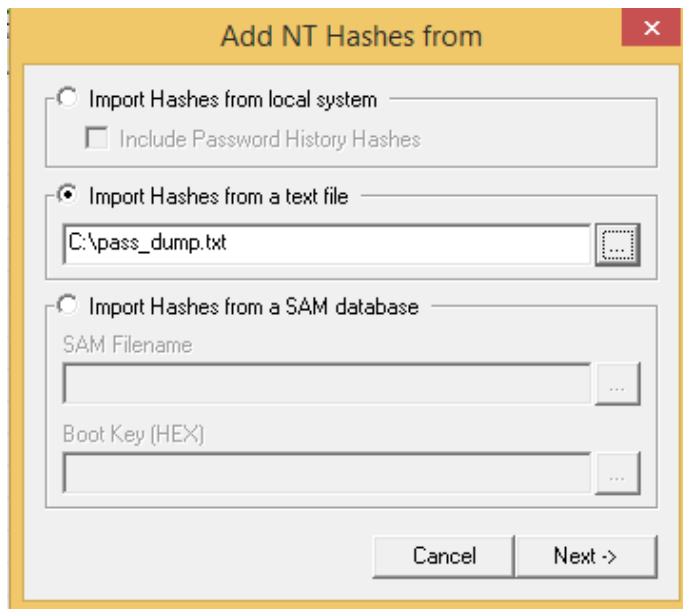 Add NT Hashes from
Import Hashes from local system
Include Password History Hashes
Import Hashes from a text file
C:\pass_dump.txt
...
Import Hashes from a SAM database
SAM Filename
...
Boot Key (HEX)
...
Cancel
Next ->